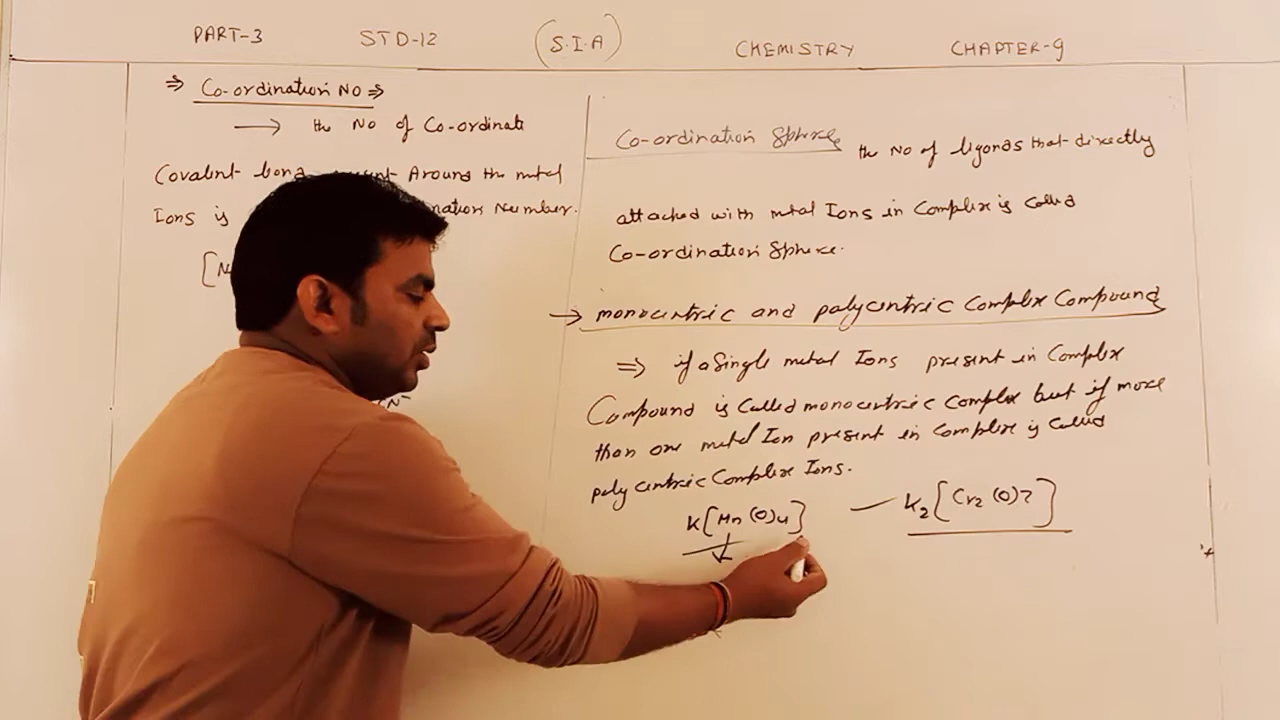 PART-3 STD-12 (S.I.A) CHEMISTRY CHAPTER-9
⇒ Co-ordination NO ⇒
→ the NO of Co-ordinate
Covalent Around the metal
Ions is Number.
Co-ordination Sphere the NO of ligands that directly
attached with metal Ions in Complex is called
Co-ordination Sphere.
→ monocentric and polycentric Complex Compound
⇒ if a Single metal Ions present in Complex
Compound is Called monocentric complex but if more
than one metal Ion present in complex is called
poly centric Complex Ions.
K[Mn(O)4] — K2[Cr2(O)7]